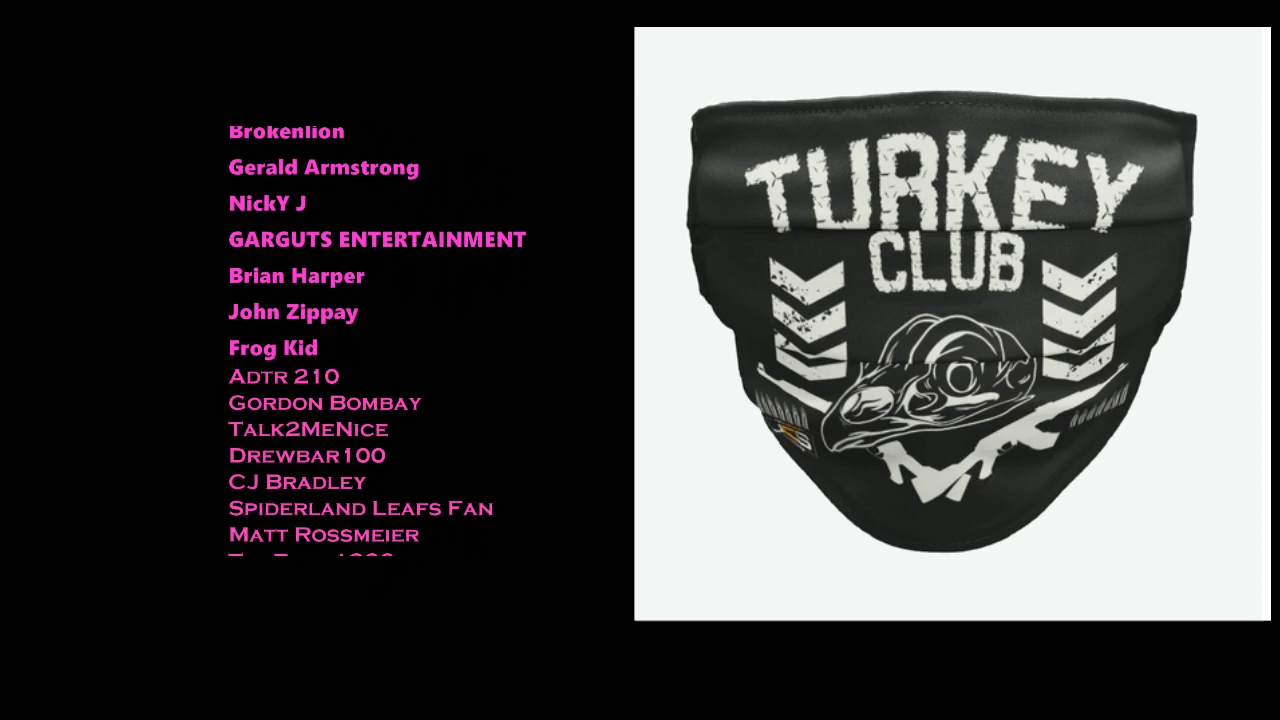 Brokenlion
Gerald Armstrong
NickY J
GARGUTS ENTERTAINMENT
Brian Harper
John Zippay
Frog Kid
Adtr 210
Gordon Bombay
Talk2MeNice
Drewbar100
CJ Bradley
Spiderland Leafs Fan
Matt Rossmeier
TURKEY
CLUB